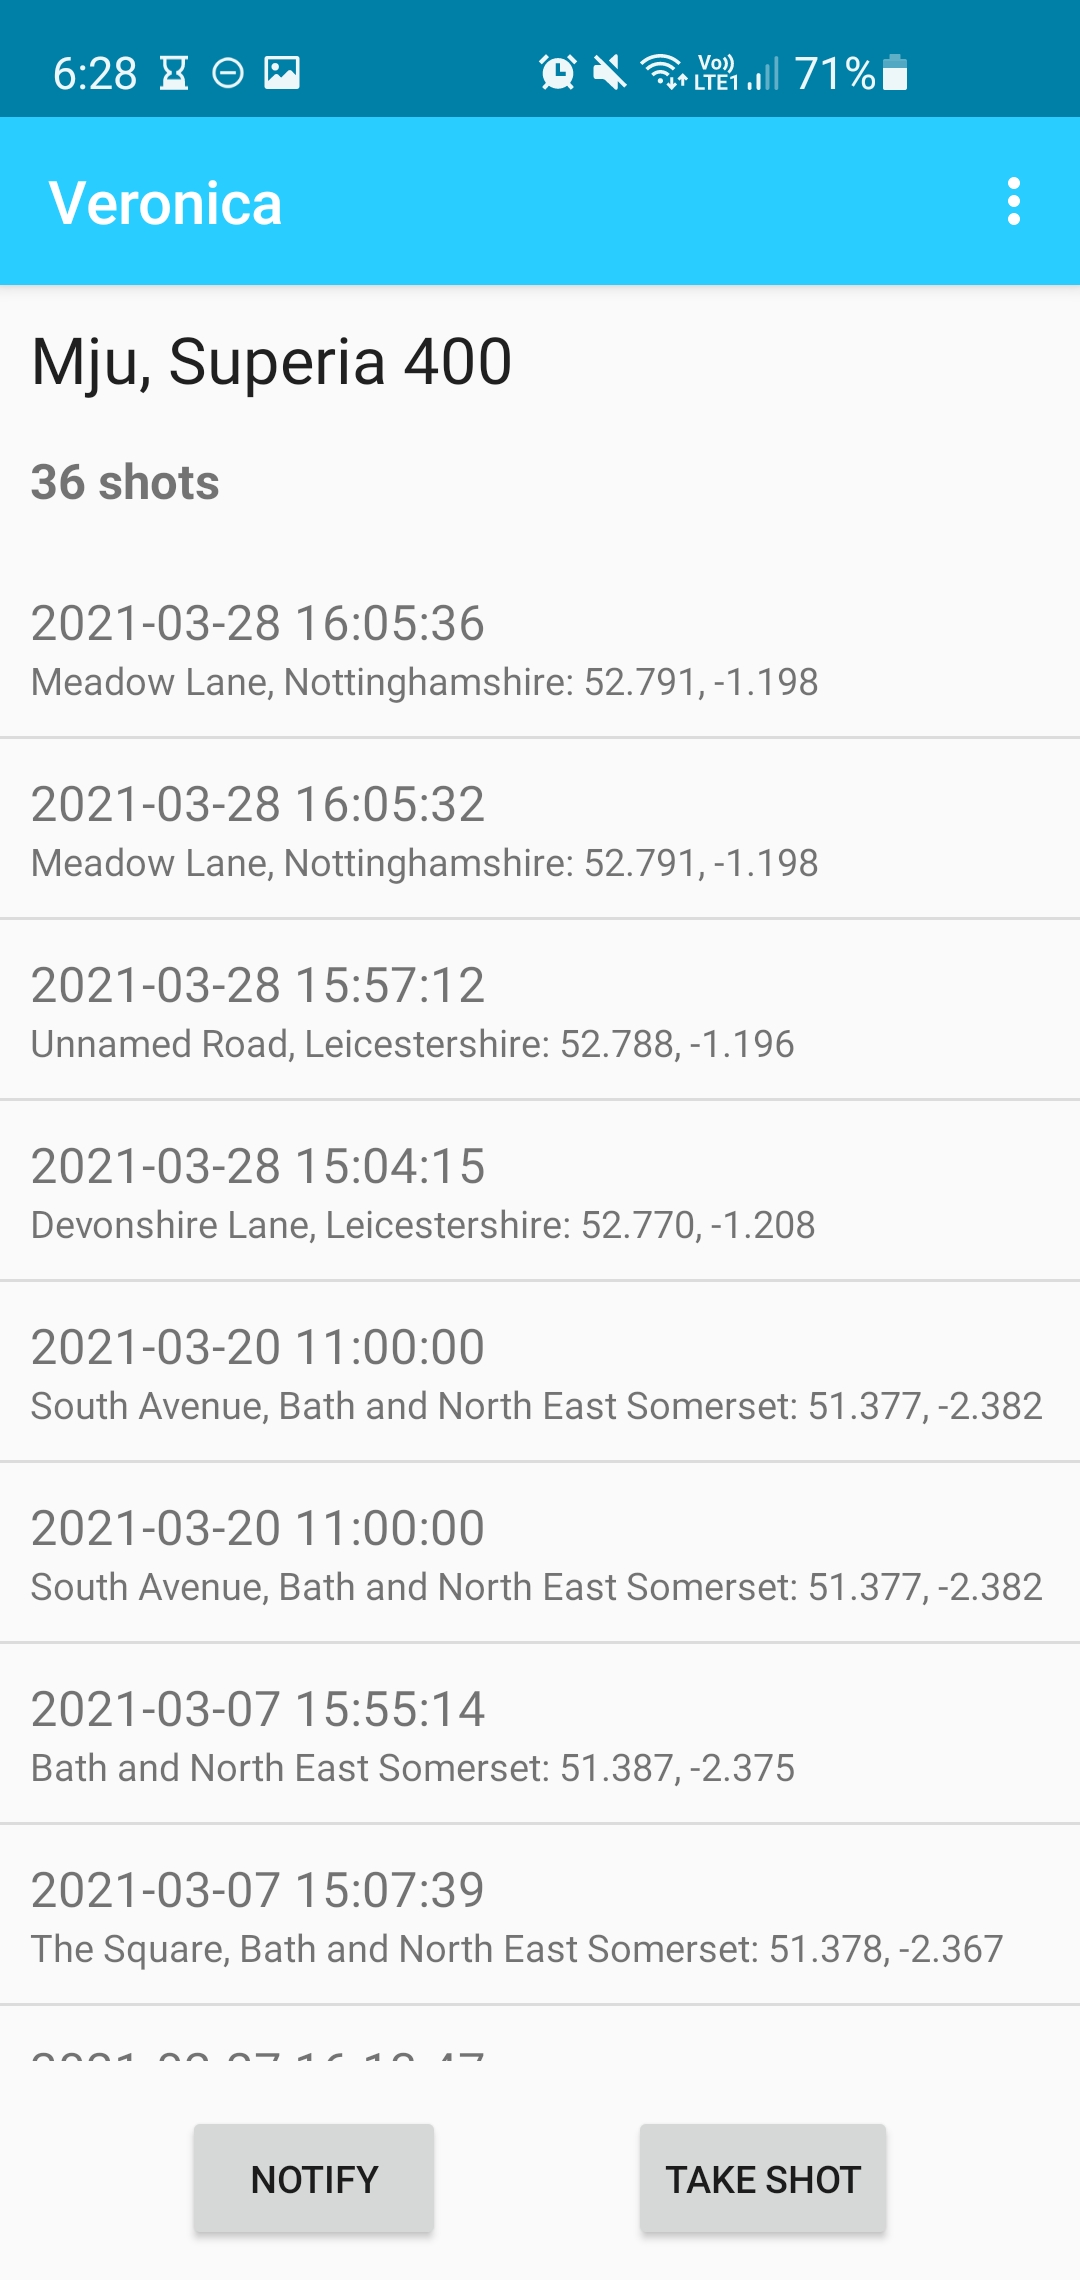 6:28 Vo)) LTE1 71%
Veronica
Mju, Superia 400
36 shots
2021-03-28 16:05:36
Meadow Lane, Nottinghamshire: 52.791, -1.198
2021-03-28 16:05:32
Meadow Lane, Nottinghamshire: 52.791, -1.198
2021-03-28 15:57:12
Unnamed Road, Leicestershire: 52.788, -1.196
2021-03-28 15:04:15
Devonshire Lane, Leicestershire: 52.770, -1.208
2021-03-20 11:00:00
South Avenue, Bath and North East Somerset: 51.377, -2.382
2021-03-20 11:00:00
South Avenue, Bath and North East Somerset: 51.377, -2.382
2021-03-07 15:55:14
Bath and North East Somerset: 51.387, -2.375
2021-03-07 15:07:39
The Square, Bath and North East Somerset: 51.378, -2.367
NOTIFY TAKE SHOT